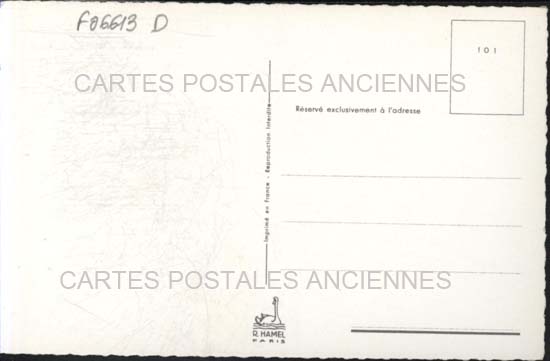 F06613 D
101
CARTES POSTALES ANCIENNES
Réservé exclusivement à l'adresse
Imprimé en France - Reproduction Interdite
CARTES POSTALES ANCIENNES
R. HAMEL
PARIS